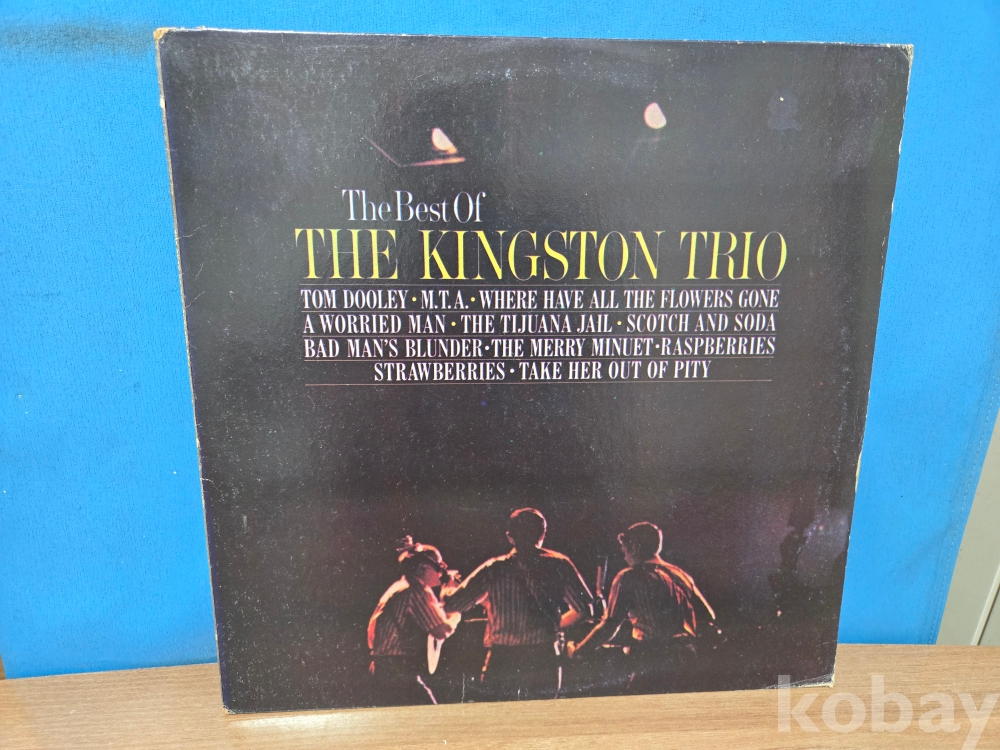 The Best Of
THE KINGSTON TRIO
TOM DOOLEY • M.T.A. • WHERE HAVE ALL THE FLOWERS GONE
A WORRIED MAN • THE TIJUANA JAIL • SCOTCH AND SODA
BAD MAN'S BLUNDER • THE MERRY MINUET • RASPBERRIES
STRAWBERRIES • TAKE HER OUT OF PITY
kobay